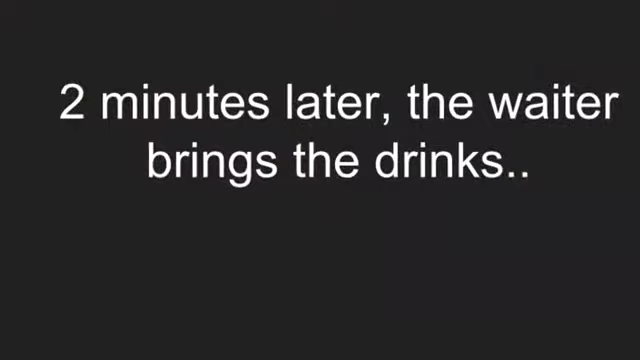 2 minutes later, the waiter
brings the drinks..